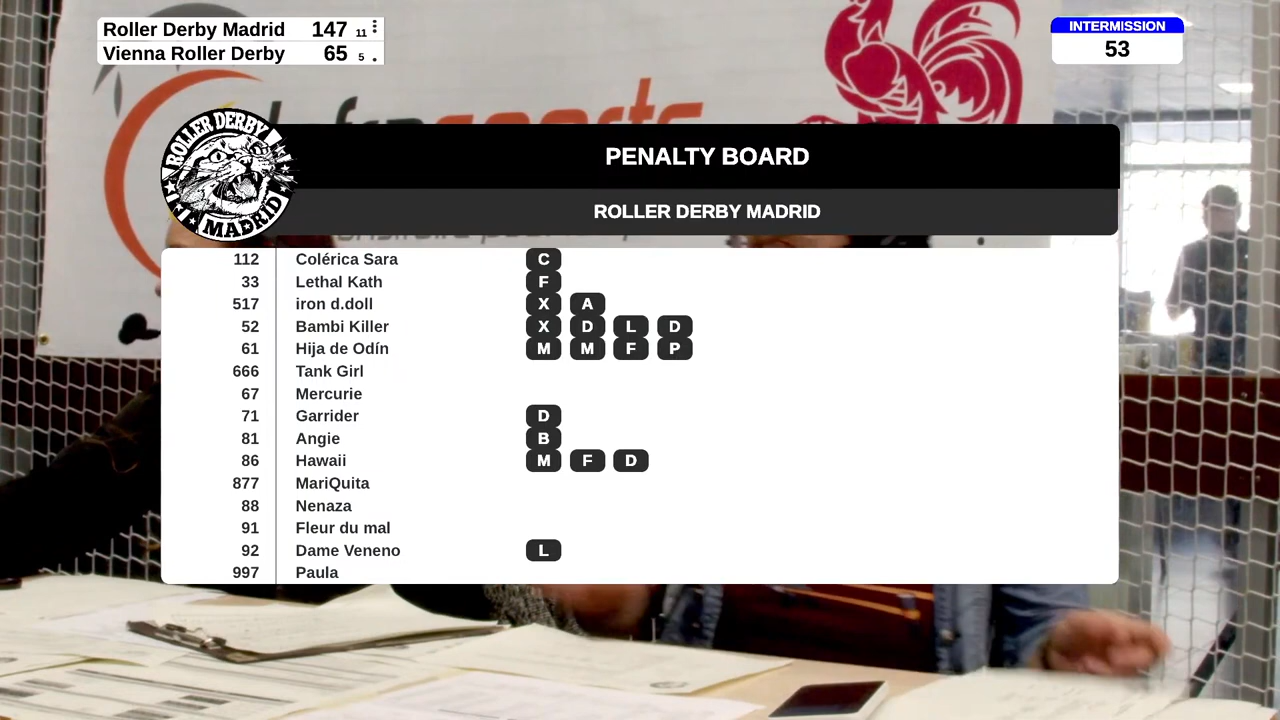 Roller Derby Madrid 147 11
Vienna Roller Derby 65 5
INTERMISSION
53
ROLLER DERBY
MADRID
PENALTY BOARD
ROLLER DERBY MADRID
112 Colérica Sara C
33 Lethal Kath F
517 iron d.doll X A
52 Bambi Killer X D L D
61 Hija de Odín M M F P
666 Tank Girl
67 Mercurie
71 Garrider D
81 Angie B
86 Hawaii M F D
877 MariQuita
88 Nenaza
91 Fleur du mal
92 Dame Veneno L
997 Paula